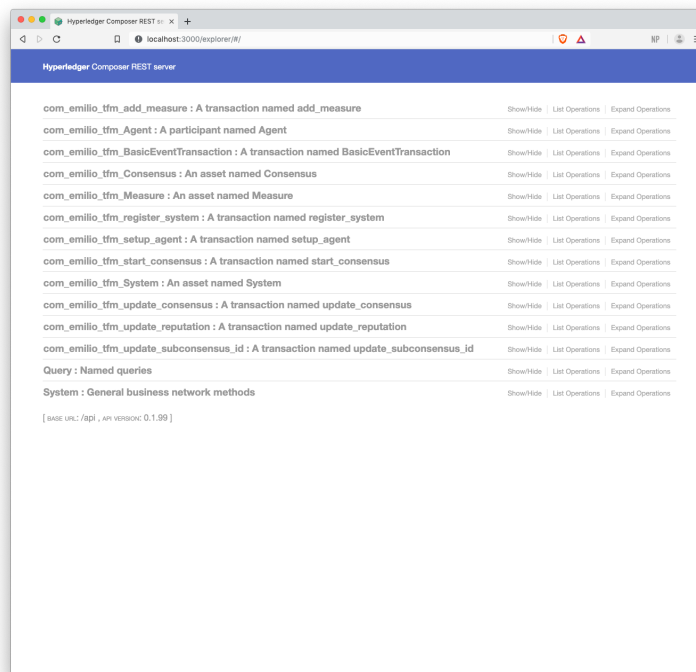 Hyperledger Composer REST ser
localhost:3000/explorer/#/
NP
Hyperledger Composer REST server
com_emilio_tfm_add_measure : A transaction named add_measure Show/Hide List Operations Expand Operations
com_emilio_tfm_Agent : A participant named Agent Show/Hide List Operations Expand Operations
com_emilio_tfm_BasicEventTransaction : A transaction named BasicEventTransaction Show/Hide List Operations Expand Operations
com_emilio_tfm_Consensus : An asset named Consensus Show/Hide List Operations Expand Operations
com_emilio_tfm_Measure : An asset named Measure Show/Hide List Operations Expand Operations
com_emilio_tfm_register_system : A transaction named register_system Show/Hide List Operations Expand Operations
com_emilio_tfm_setup_agent : A transaction named setup_agent Show/Hide List Operations Expand Operations
com_emilio_tfm_start_consensus : A transaction named start_consensus Show/Hide List Operations Expand Operations
com_emilio_tfm_System : An asset named System Show/Hide List Operations Expand Operations
com_emilio_tfm_update_consensus : A transaction named update_consensus Show/Hide List Operations Expand Operations
com_emilio_tfm_update_reputation : A transaction named update_reputation Show/Hide List Operations Expand Operations
com_emilio_tfm_update_subconsensus_id : A transaction named update_subconsensus_id Show/Hide List Operations Expand Operations
Query : Named queries Show/Hide List Operations Expand Operations
System : General business network methods Show/Hide List Operations Expand Operations
[ BASE URL: /api , API VERSION: 0.1.99 ]